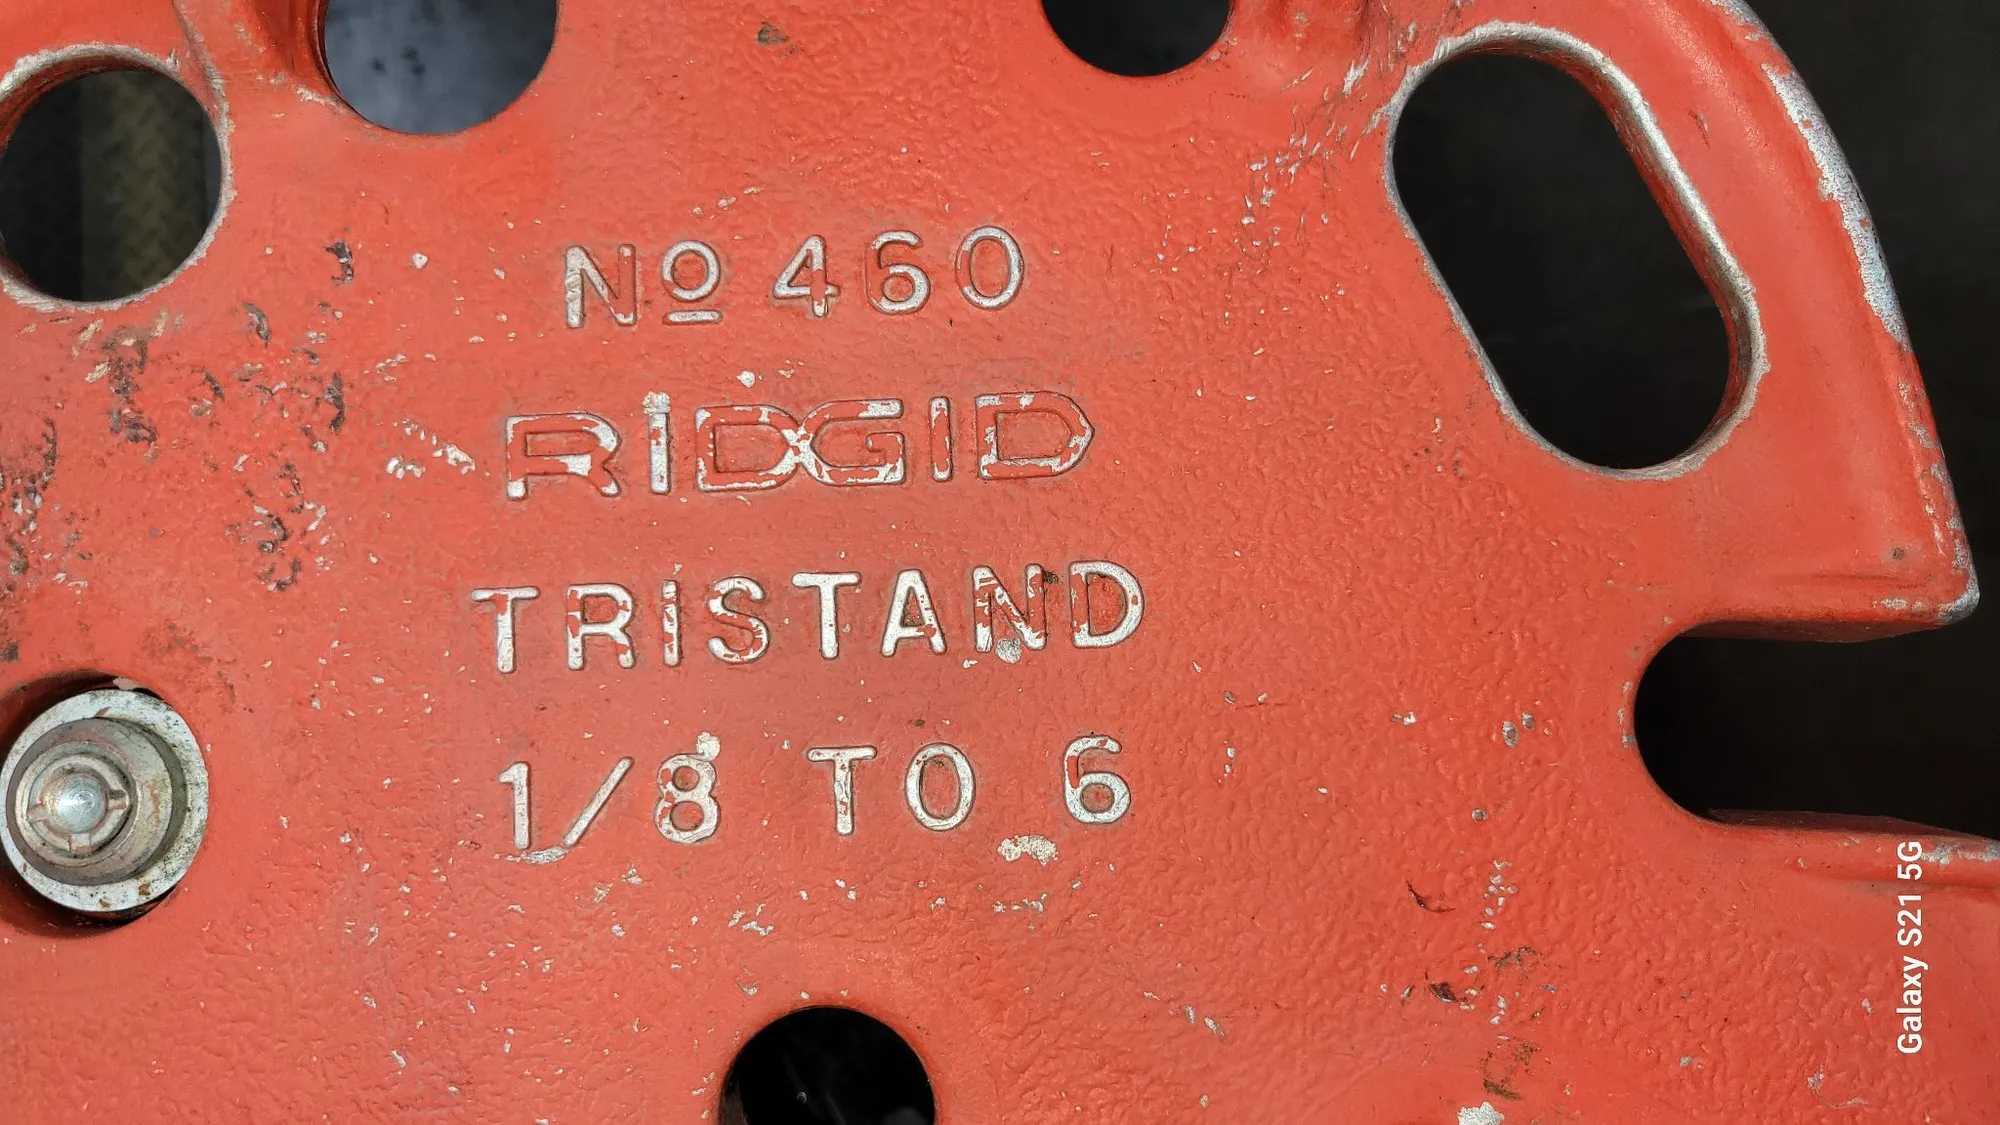 Nº 460
RIDGID
TRISTAND
1/8 TO 6
Galaxy S21 5G